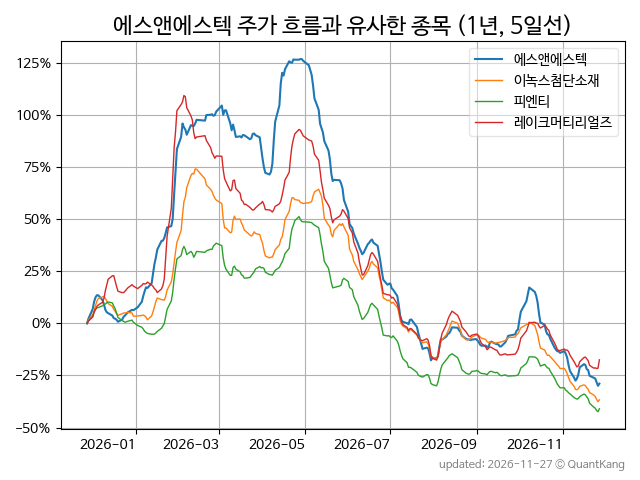 에스앤에스텍 주가 흐름과 유사한 종목 (1년, 5일선)
125%
100%
75%
50%
25%
0%
−25%
−50%
에스앤에스텍
이녹스첨단소재
피엔티
레이크머티리얼즈
2026-01
2026-03
2026-05
2026-07
2026-09
2026-11
updated: 2026-11-27 © QuantKang